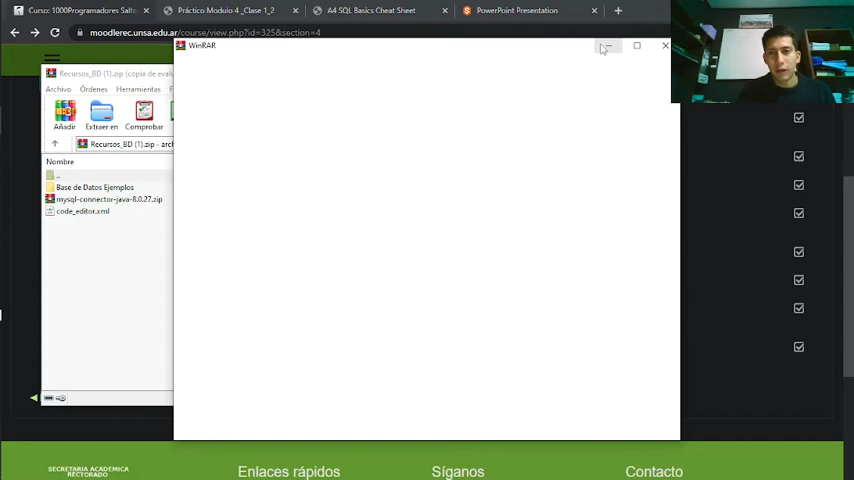 Curso: 1000Programadores Salte
Práctico Modulo 4 _Clase 1_2
A4 SQL Basics Cheat Sheet
PowerPoint Presentation
moodlerec.unsa.edu.ar/course/view.php?id=325&section=4
WinRAR
Recursos_BD (1).zip (copia de evalu
Archivo
Órdenes
Herramientas
Añadir
Extraer en
Comprobar
Recursos_BD (1).zip - arch
Nombre
..
Base de Datos Ejemplos
mysql-connector-java-8.0.27.zip
code_editor.xml
SECRETARIA ACADEMICA
RECTORADO
Enlaces rápidos
Síganos
Contacto